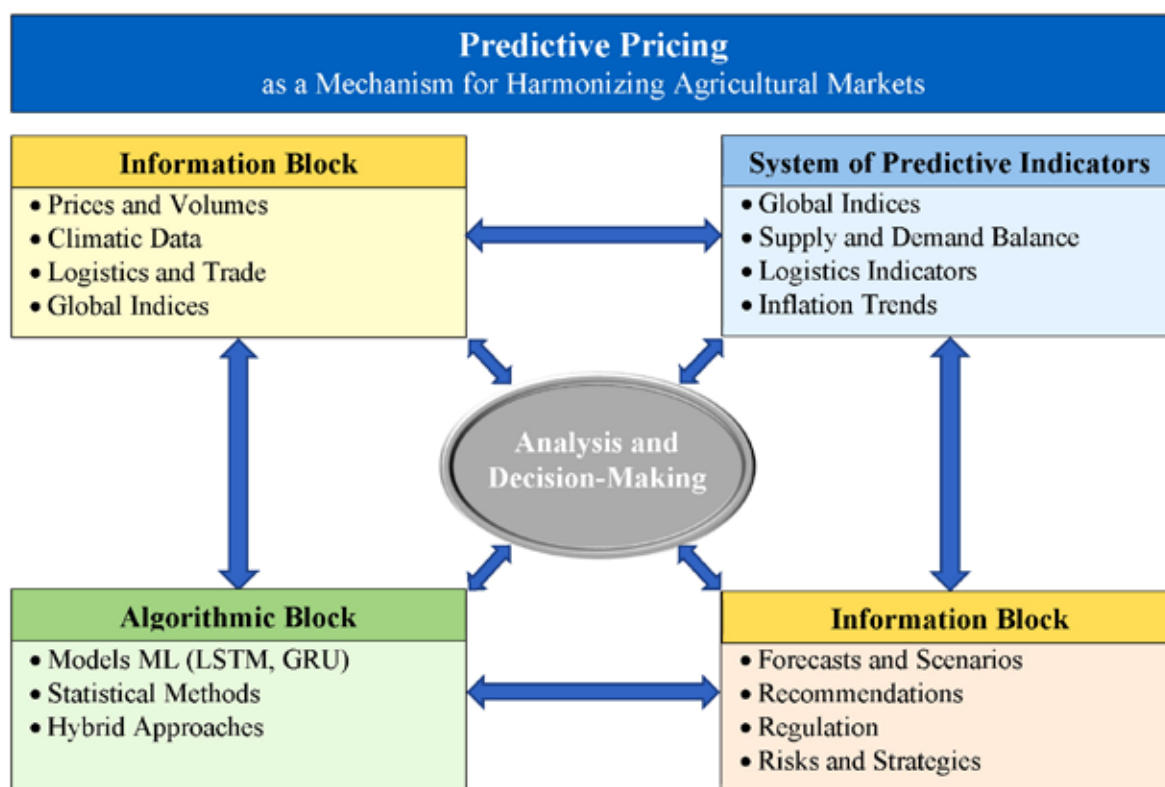 Predictive Pricing
as a Mechanism for Harmonizing Agricultural Markets
Information Block
• Prices and Volumes
• Climatic Data
• Logistics and Trade
• Global Indices
System of Predictive Indicators
• Global Indices
• Supply and Demand Balance
• Logistics Indicators
• Inflation Trends
Analysis and
Decision-Making
Algorithmic Block
• Models ML (LSTM, GRU)
• Statistical Methods
• Hybrid Approaches
Information Block
• Forecasts and Scenarios
• Recommendations
• Regulation
• Risks and Strategies